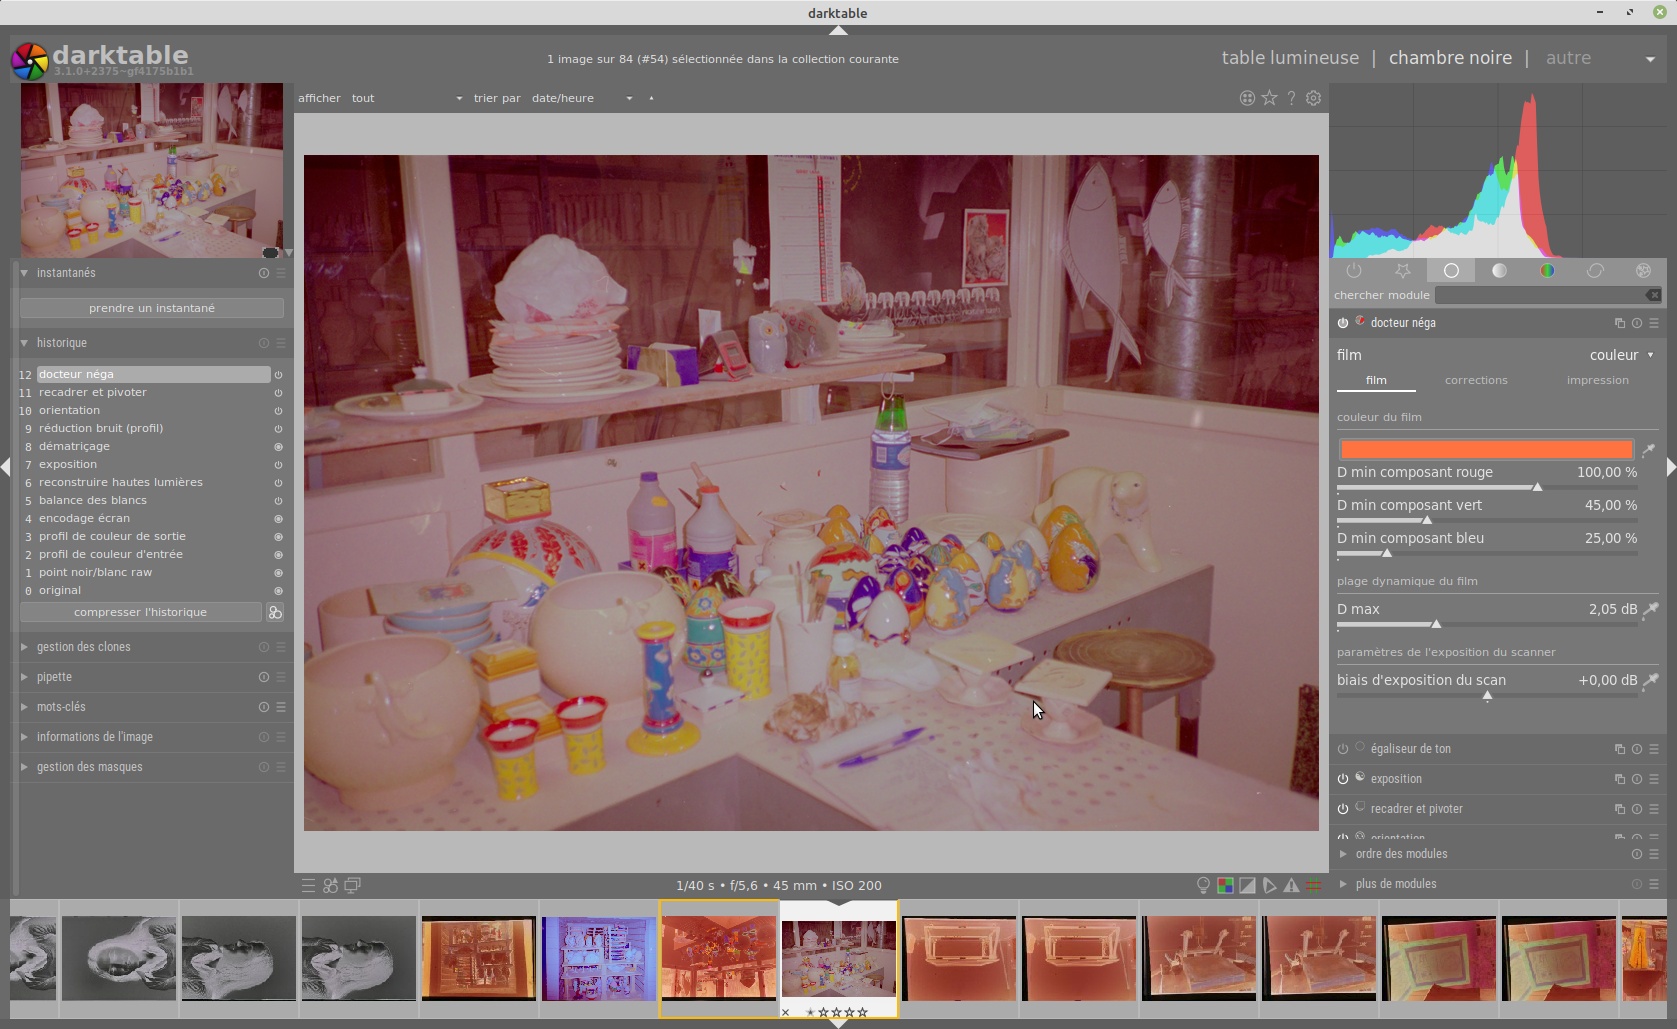 darktable
darktable
3.1.0+2375~gf4175b1b1
1 image sur 84 (#54) sélectionnée dans la collection courante
table lumineuse | chambre noire | autre
afficher tout trier par date/heure
?
chercher module
instantanés
prendre un instantané
historique
12 docteur néga
11 recadrer et pivoter
10 orientation
9 réduction bruit (profil)
8 dématriçage
7 exposition
6 reconstruire hautes lumières
5 balance des blancs
4 encodage écran
3 profil de couleur de sortie
2 profil de couleur d'entrée
1 point noir/blanc raw
0 original
compresser l'historique
gestion des clones
pipette
mots-clés
informations de l'image
gestion des masques
docteur néga
film couleur
film corrections impression
couleur du film
D min composant rouge 100,00 %
D min composant vert 45,00 %
D min composant bleu 25,00 %
plage dynamique du film
D max 2,05 dB
paramètres de l'exposition du scanner
biais d'exposition du scan +0,00 dB
égaliseur de ton
exposition
recadrer et pivoter
orientation
ordre des modules
plus de modules
1/40 s • f/5,6 • 45 mm • ISO 200